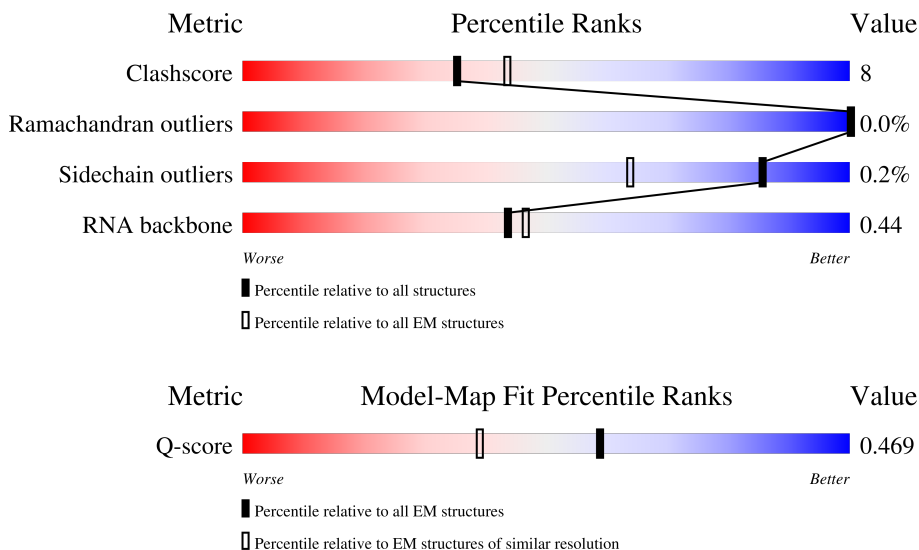 Metric Percentile Ranks Value
Clashscore 8
Ramachandran outliers 0.0%
Sidechain outliers 0.2%
RNA backbone 0.44
Worse Better
Percentile relative to all structures
Percentile relative to all EM structures
Metric Model-Map Fit Percentile Ranks Value
Q-score 0.469
Worse Better
Percentile relative to all EM structures
Percentile relative to EM structures of similar resolution